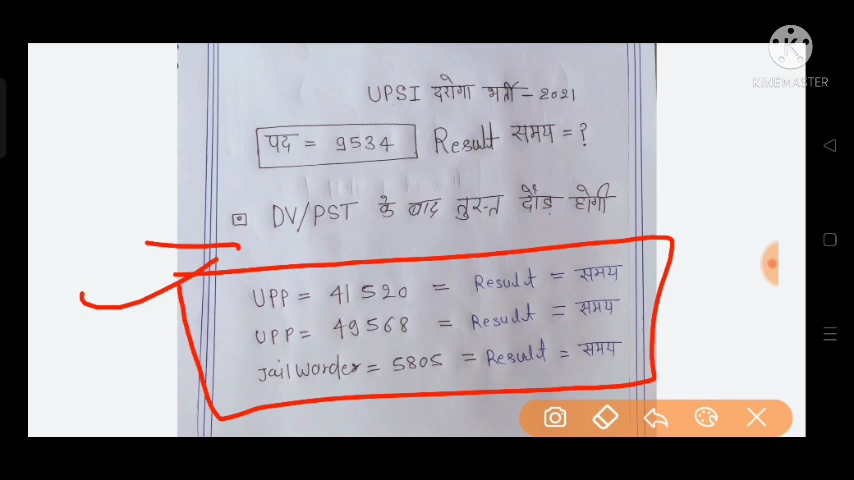 KINEMASTER
UPSI दरोगा भर्ती - 2021
पद = 9534 Result समय = ?
DV/PST के बाद तुरन्त दौड़ होगी
UPP = 41520 = Result = समय
UPP = 49568 = Result = समय
Jail Worder = 5805 = Result = समय